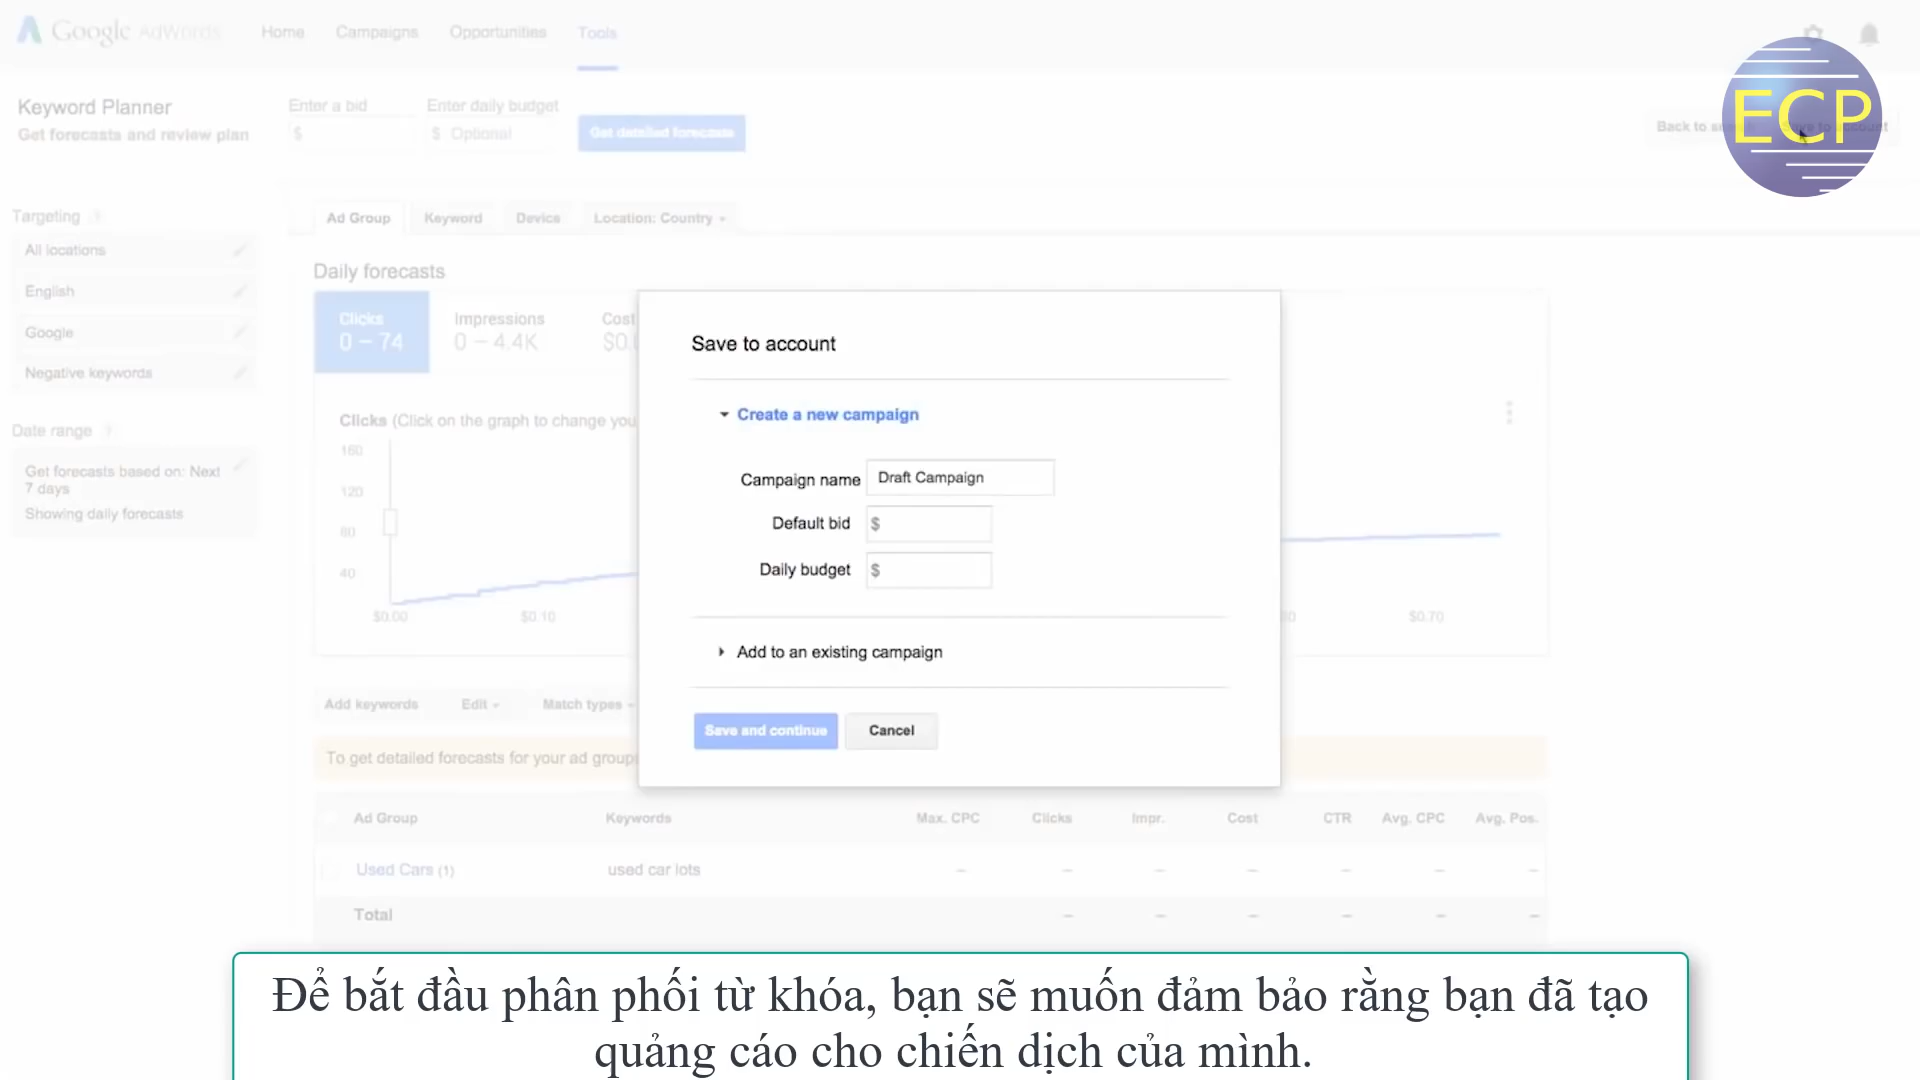 Google AdWords
Home Campaigns Opportunities Tools
Keyword Planner
Get forecasts and review plan
Enter a bid
$
Enter daily budget
$ Optional
Get detailed forecasts
Back to
ECP
Targeting ?
All locations
English
Google
Negative keywords
Date range ?
Get forecasts based on: Next
7 days
Showing daily forecasts
Ad Group Keyword Device Location: Country
Daily forecasts
Clicks
0 – 74
Impressions
0 – 4.4K
Cost
Clicks (Click on the graph to change you
160
120
80
40
$0.00 $0.10 $0.70
Save to account
Create a new campaign
Campaign name Draft Campaign
Default bid $
Daily budget $
Add to an existing campaign
Save and continue Cancel
Add keywords Edit Match types
To get detailed forecasts for your ad group
Ad Group Keywords Max. CPC Clicks Impr. Cost CTR Avg. CPC Avg. Pos.
Used Cars (1) used car lots – – – – – – –
Total – – – – – –
Để bắt đầu phân phối từ khóa, bạn sẽ muốn đảm bảo rằng bạn đã tạo
quảng cáo cho chiến dịch của mình.